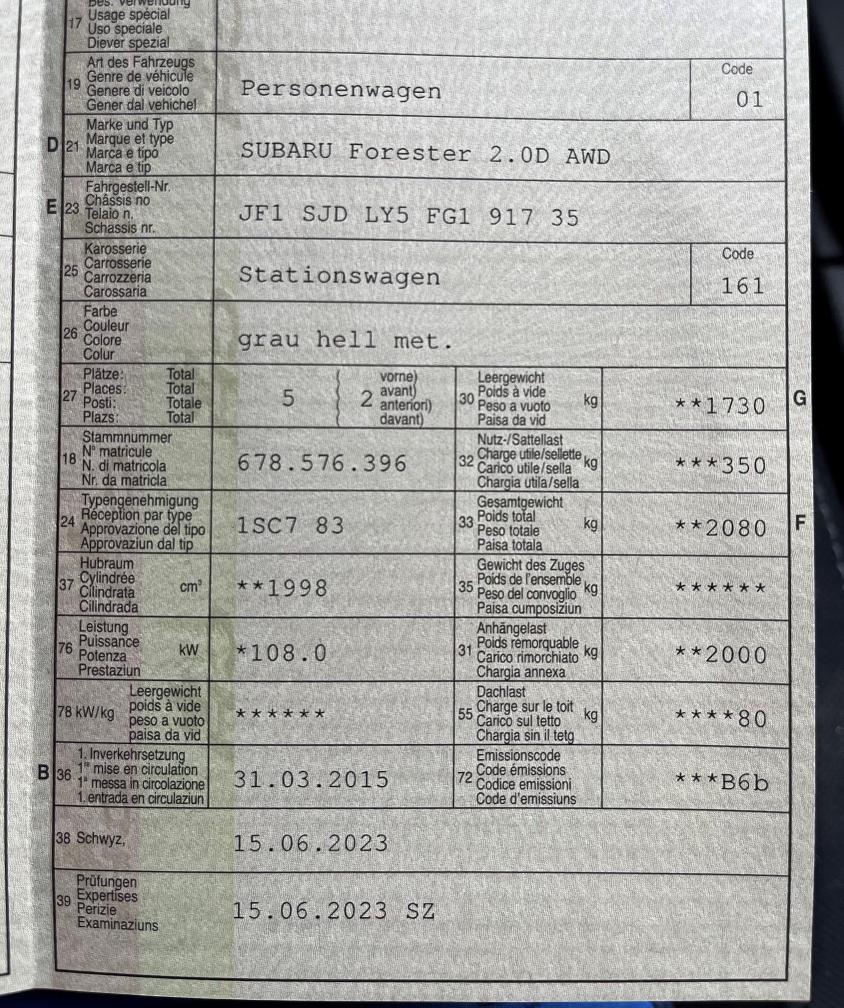 Bes. Verwendung
17 Usage spécial
Uso speciale
Diever spezial
Art des Fahrzeugs
19 Genre de véhicule
Genere di veicolo
Gener dal vehichel
Personenwagen
Code
01
D 21 Marke und Typ
Marque et type
Marca e tipo
Marca e tip
SUBARU Forester 2.0D AWD
E 23 Fahrgestell-Nr.
Châssis no
Telaio n.
Schassis nr.
JF1 SJD LY5 FG1 917 35
25 Karosserie
Carrosserie
Carrozzeria
Carossaria
Stationswagen
Code
161
26 Farbe
Couleur
Colore
Colur
grau hell met.
27 Plätze: Total
Places: Total
Posti: Totale
Plazs: Total
5 ( 2 vorne)
avant)
anteriori)
davant)
30 Leergewicht
Poids à vide
Peso a vuoto
Paisa da vid
kg
**1730 G
18 Stammnummer
N° matricule
N. di matricola
Nr. da matricla
678.576.396
32 Nutz-/Sattellast
Charge utile/sellette
Carico utile/sella
Chargia utila/sella
kg
***350
24 Typengenehmigung
Réception par type
Approvazione del tipo
Approvaziun dal tip
1SC7 83
33 Gesamtgewicht
Poids total
Peso totale
Paisa totala
kg
**2080 F
37 Hubraum
Cylindrée
Cilindrata
Cilindrada
cm³
**1998
35 Gewicht des Zuges
Poids de l'ensemble
Peso del convoglio
Paisa cumposiziun
kg
******
76 Leistung
Puissance
Potenza
Prestaziun
kW
*108.0
31 Anhängelast
Poids remorquable
Carico rimorchiato
Chargia annexa
kg
**2000
78 kW/kg Leergewicht
poids à vide
peso a vuoto
paisa da vid
******
55 Dachlast
Charge sur le toit
Carico sul tetto
Chargia sin il tetg
kg
****80
B 36 1. Inverkehrsetzung
1re mise en circulation
1a messa in circolazione
1. entrada en circulaziun
31.03.2015
72 Emissionscode
Code émissions
Codice emissioni
Code d'emissiuns
***B6b
38 Schwyz,
15.06.2023
39 Prüfungen
Expertises
Perizie
Examinaziuns
15.06.2023 SZ